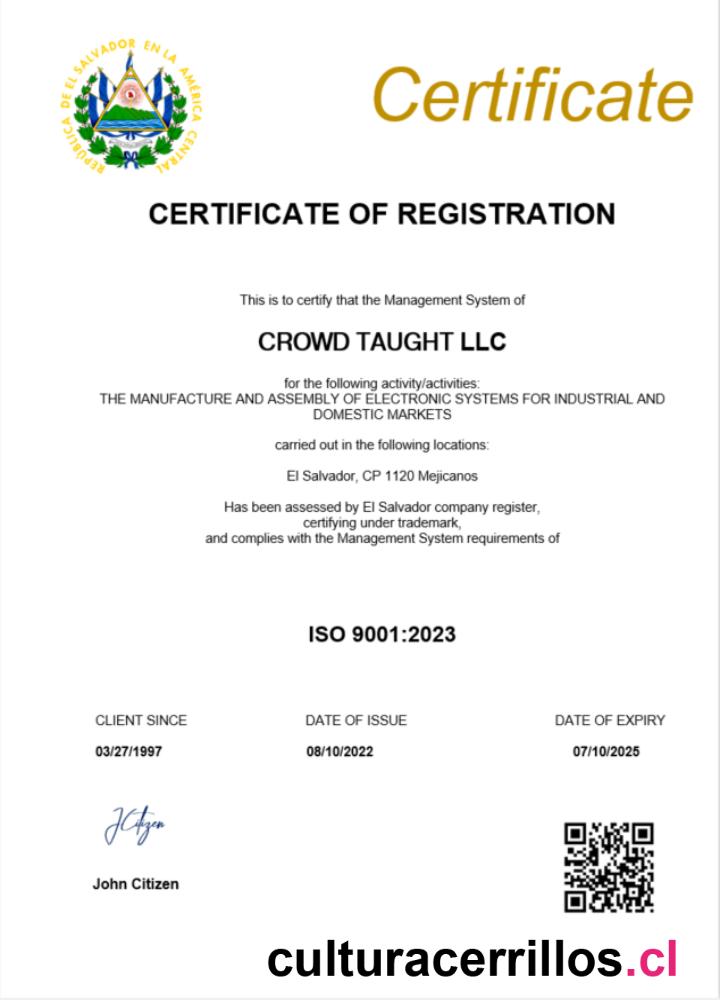 REPÚBLICA DE EL SALVADOR EN LA AMÉRICA CENTRAL
Certificate
CERTIFICATE OF REGISTRATION
This is to certify that the Management System of
CROWD TAUGHT LLC
for the following activity/activities:
THE MANUFACTURE AND ASSEMBLY OF ELECTRONIC SYSTEMS FOR INDUSTRIAL AND
DOMESTIC MARKETS
carried out in the following locations:
El Salvador, CP 1120 Mejicanos
Has been assessed by El Salvador company register,
certifying under trademark,
and complies with the Management System requirements of
ISO 9001:2023
CLIENT SINCE DATE OF ISSUE DATE OF EXPIRY
03/27/1997 08/10/2022 07/10/2025
JCitizen
John Citizen
culturacerrillos.cl